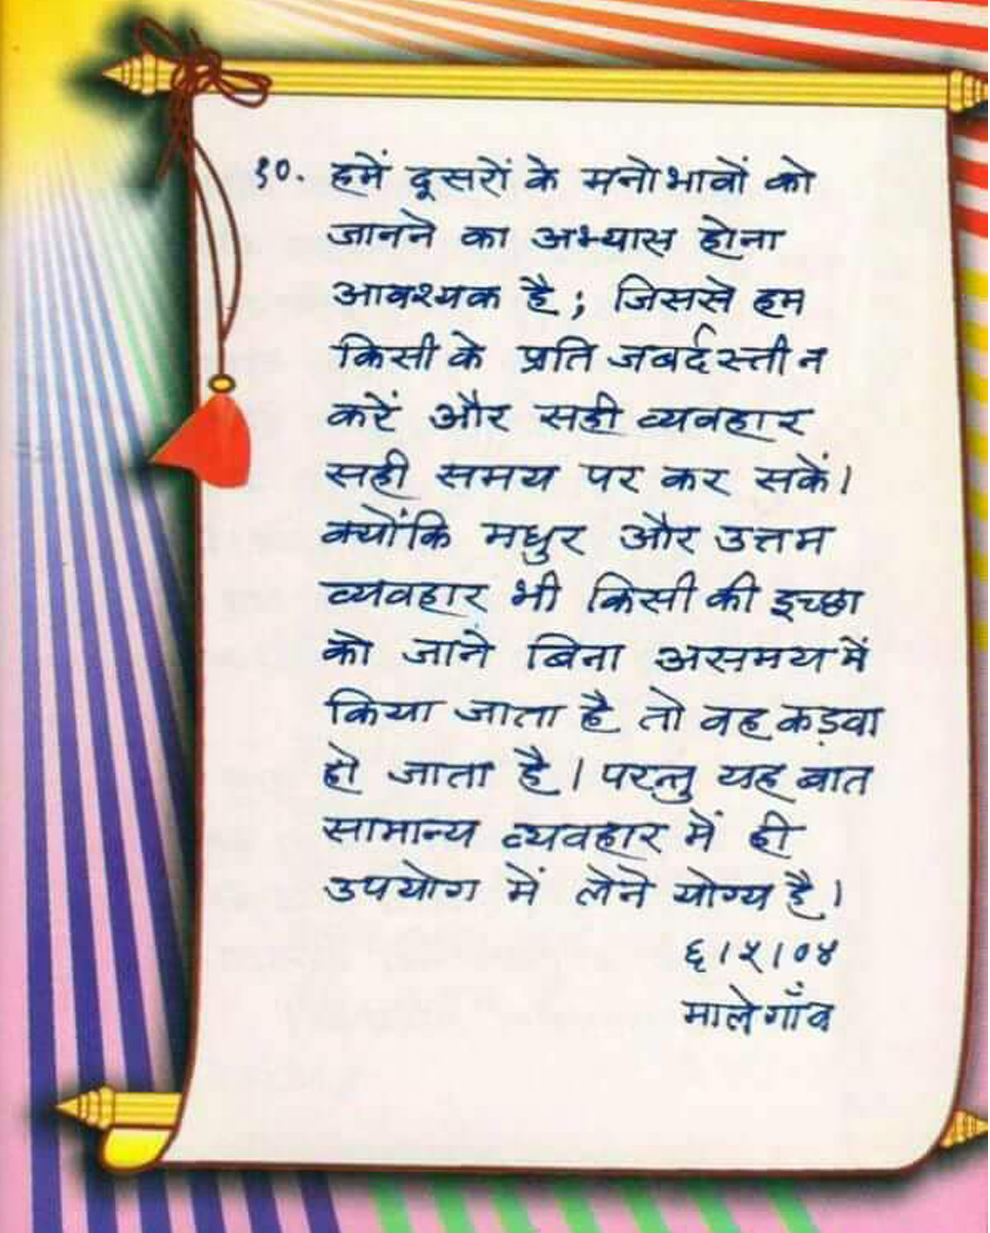 १०. हमें दूसरों के मनोभावों को
जानने का अभ्यास होना
आवश्यक है; जिससे हम
किसी के प्रति जबर्दस्ती न
करें और सही व्यवहार
सही समय पर कर सकें।
क्योंकि मधुर और उत्तम
व्यवहार भी किसी की इच्छा
को जाने बिना असमय में
किया जाता है तो वह कड़वा
हो जाता है। परन्तु यह बात
सामान्य व्यवहार में ही
उपयोग में लेने योग्य है।
६।५।०४
मालेगाँव